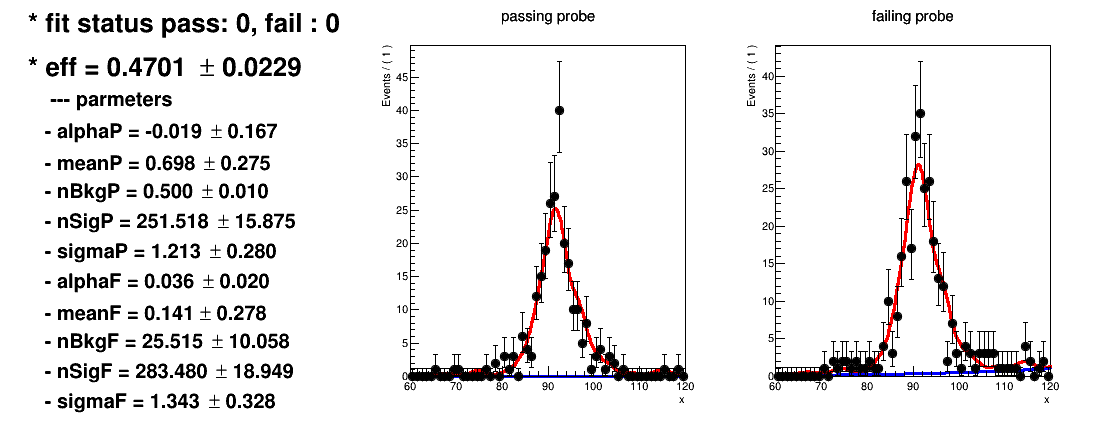 * fit status pass: 0, fail : 0
* eff = 0.4701 ± 0.0229
--- parmeters
- alphaP = -0.019 ± 0.167
- meanP = 0.698 ± 0.275
- nBkgP = 0.500 ± 0.010
- nSigP = 251.518 ± 15.875
- sigmaP = 1.213 ± 0.280
- alphaF = 0.036 ± 0.020
- meanF = 0.141 ± 0.278
- nBkgF = 25.515 ± 10.058
- nSigF = 283.480 ± 18.949
- sigmaF = 1.343 ± 0.328
passing probe
Events / ( 1 )
45
40
35
30
25
20
15
10
5
0
60 70 80 90 100 110 120
x
failing probe
Events / ( 1 )
40
35
30
25
20
15
10
5
0
60 70 80 90 100 110 120
x